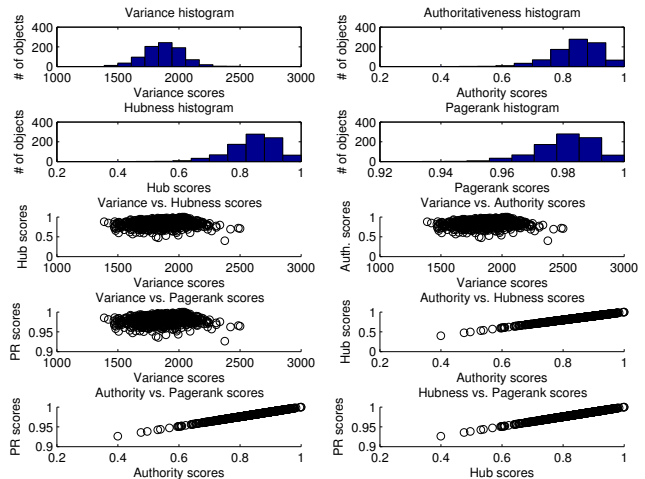 Variance histogram
# of objects
400
200
0
1000 1500 2000 2500 3000
Variance scores
Authoritativeness histogram
# of objects
400
200
0
0.2 0.4 0.6 0.8 1
Authority scores
Hubness histogram
# of objects
400
200
0
0.2 0.4 0.6 0.8 1
Hub scores
Pagerank histogram
# of objects
400
200
0
0.92 0.94 0.96 0.98 1
Pagerank scores
Variance vs. Hubness scores
Hub scores
1
0.5
0
1000 1500 2000 2500 3000
Variance scores
Variance vs. Authority scores
Auth. scores
1
0.5
0
1000 1500 2000 2500 3000
Variance scores
Variance vs. Pagerank scores
PR scores
1
0.95
0.9
1000 1500 2000 2500 3000
Variance scores
Authority vs. Hubness scores
Hub scores
1
0.5
0
0.2 0.4 0.6 0.8 1
Authority scores
Authority vs. Pagerank scores
PR scores
1
0.95
0.9
0.2 0.4 0.6 0.8 1
Authority scores
Hubness vs. Pagerank scores
PR scores
1
0.95
0.9
0.2 0.4 0.6 0.8 1
Hub scores